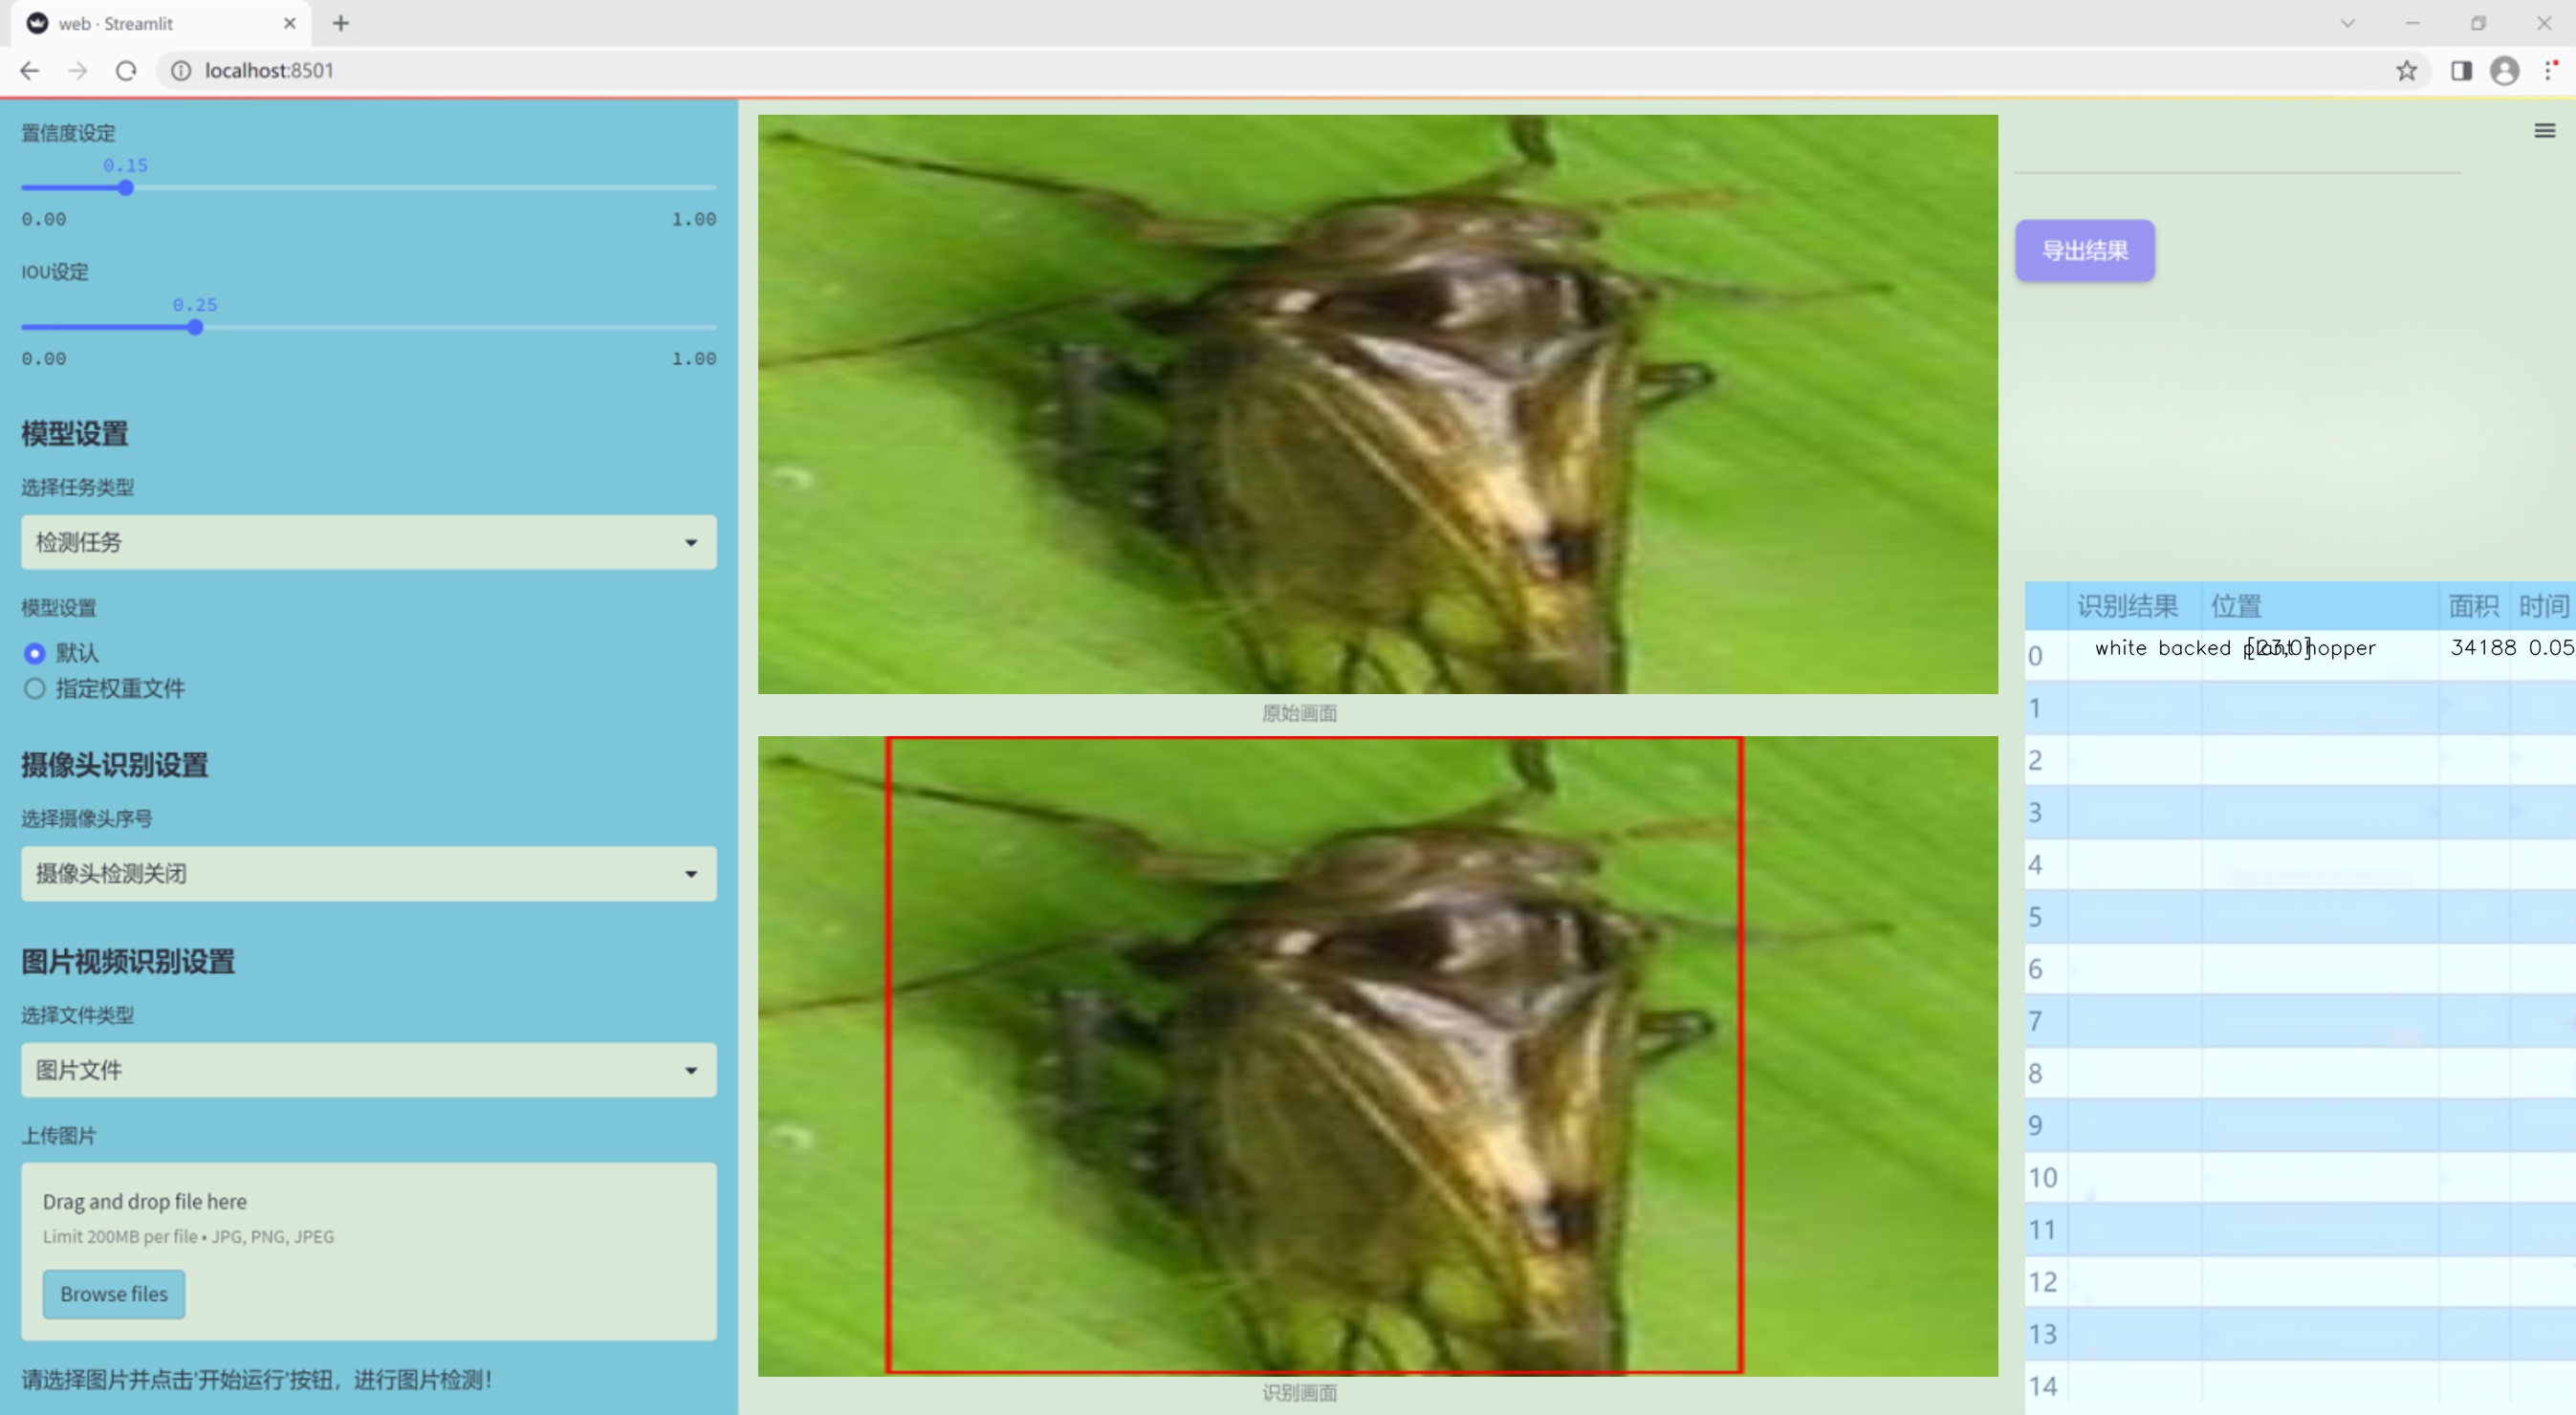 web · Streamlit
localhost:8501
置信度设定
0.15
0.00 1.00
IOU设定
0.25
0.00 1.00
模型设置
选择任务类型
检测任务
模型设置
默认
指定权重文件
摄像头识别设置
选择摄像头序号
摄像头检测关闭
图片视频识别设置
选择文件类型
图片文件
上传图片
Drag and drop file here
Limit 200MB per file • JPG, PNG, JPEG
Browse files
请选择图片并点击'开始运行'按钮，进行图片检测!
原始画面
识别画面
导出结果
识别结果 位置 面积 时间
0 white backed hopper 34188 0.05
1
2
3
4
5
6
7
8
9
10
11
12
13
14